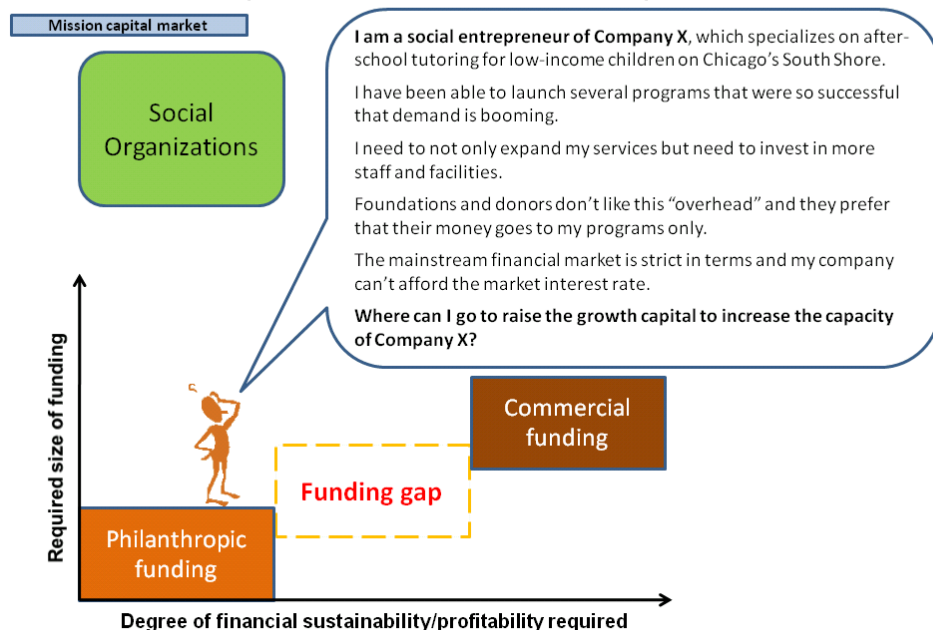 Mission capital market
Social
Organizations
I am a social entrepreneur of Company X, which specializes on after-
school tutoring for low-income children on Chicago's South Shore.
I have been able to launch several programs that were so successful
that demand is booming.
I need to not only expand my services but need to invest in more
staff and facilities.
Foundations and donors don't like this "overhead" and they prefer
that their money goes to my programs only.
The mainstream financial market is strict in terms and my company
can't afford the market interest rate.
Where can I go to raise the growth capital to increase the capacity
of Company X?
Required size of funding
Commercial
funding
Funding gap
Philanthropic
funding
Degree of financial sustainability/profitability required